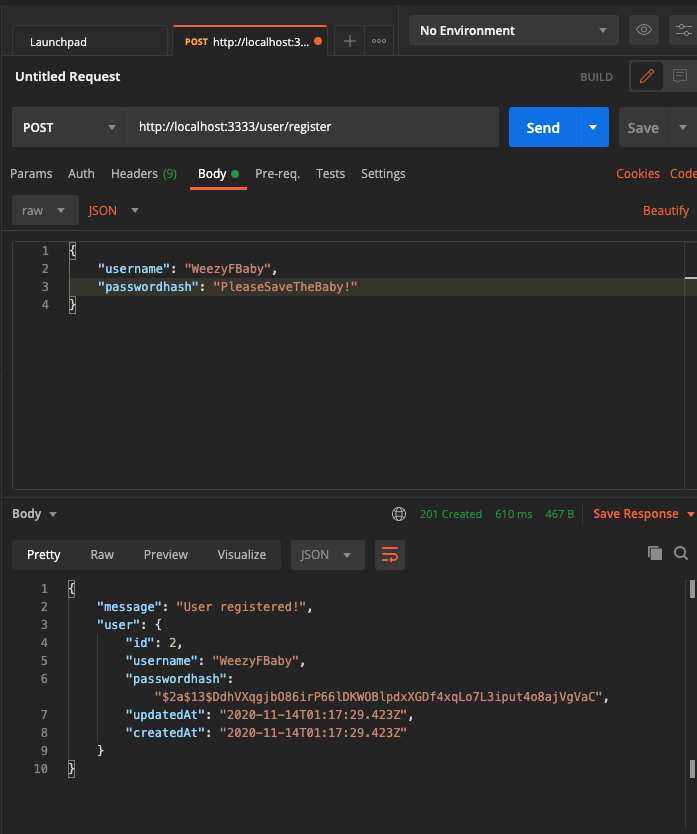 Launchpad
POST http://localhost:3...
No Environment
Untitled Request
BUILD
POST
http://localhost:3333/user/register
Send
Save
Params Auth Headers (9) Body Pre-req. Tests Settings
Cookies Code
raw
JSON
Beautify
1 {
2 "username": "WeezyFBaby",
3 "passwordhash": "PleaseSaveTheBaby!"
4 }
Body
201 Created 610 ms 467 B
Save Response
Pretty Raw Preview Visualize
JSON
1 {
2 "message": "User registered!",
3 "user": {
4 "id": 2,
5 "username": "WeezyFBaby",
6 "passwordhash":
"$2a$13$DdhVXqgjbO86irP66lDKWOBlpdxXGDf4xqLo7L3iput4o8ajVgVaC",
7 "updatedAt": "2020-11-14T01:17:29.423Z",
8 "createdAt": "2020-11-14T01:17:29.423Z"
9 }
10 }